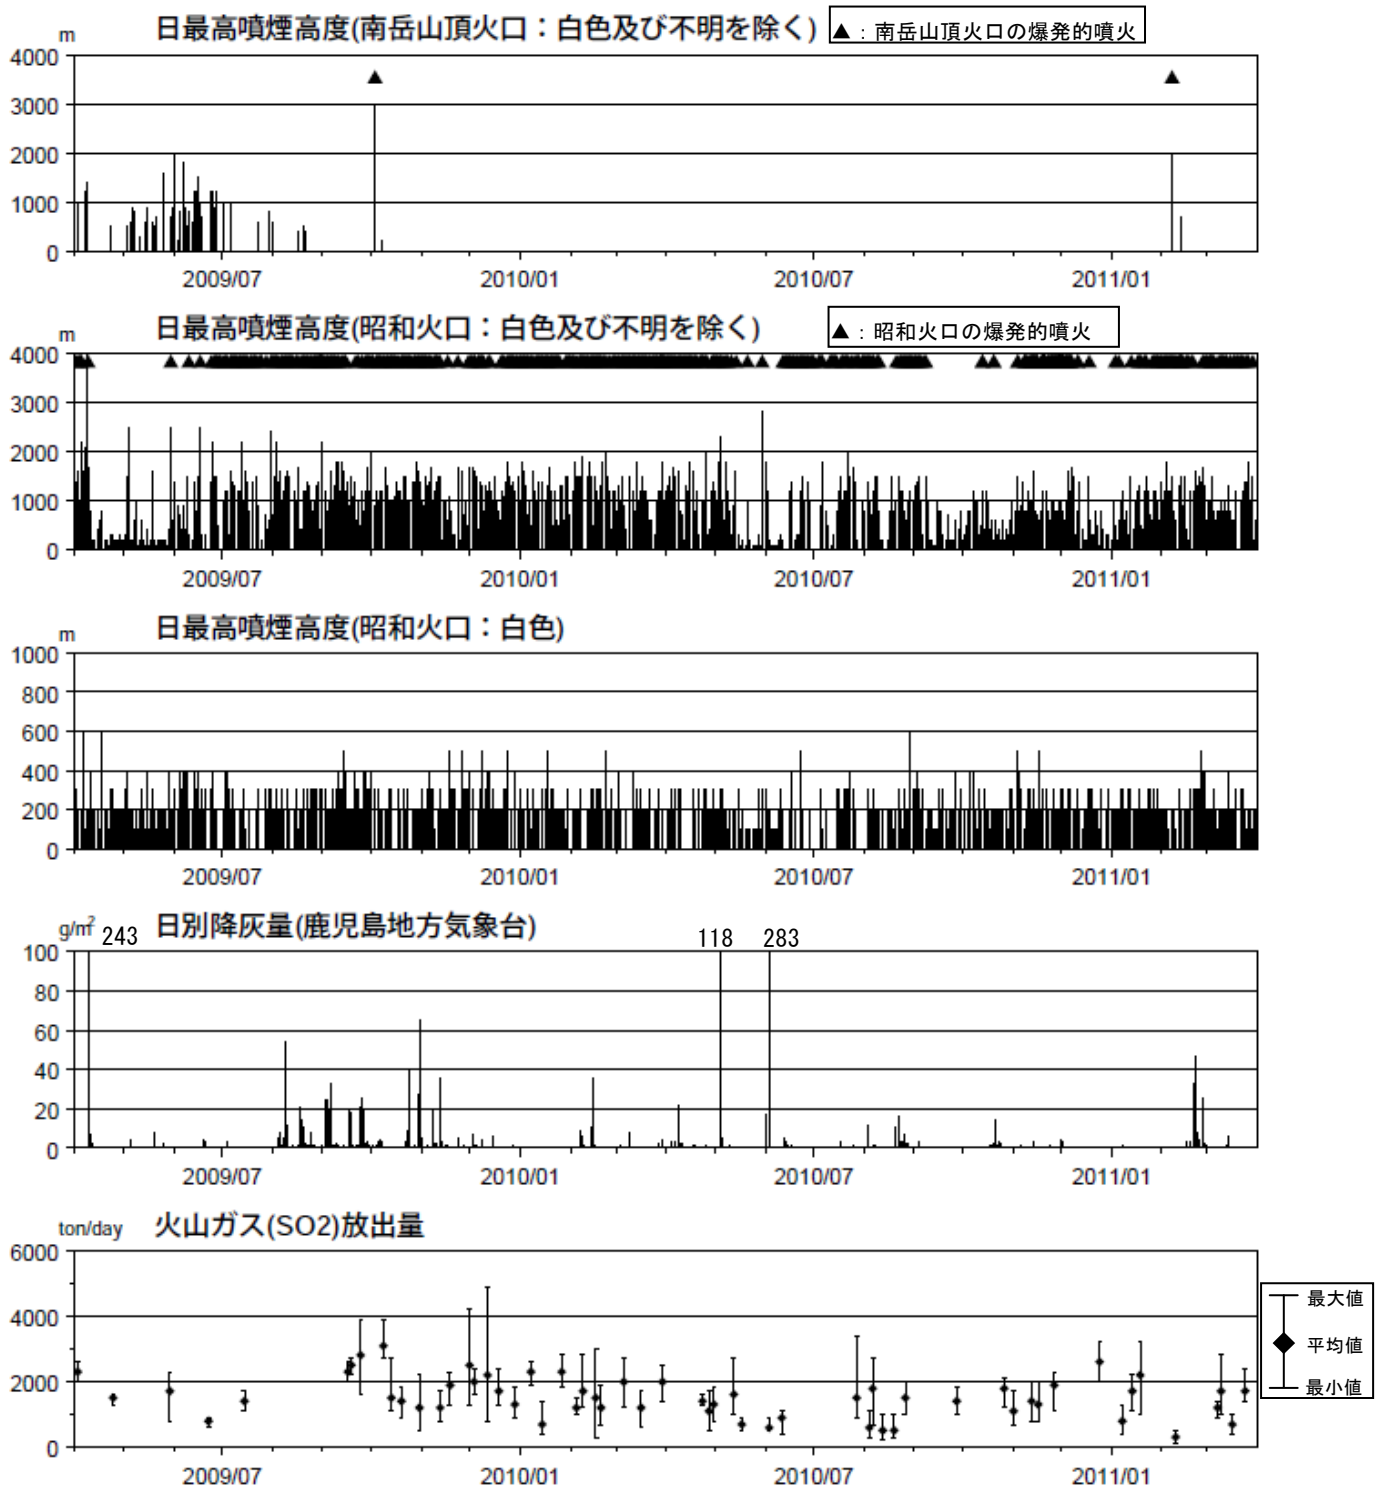 日最高噴煙高度(南岳山頂火口：白色及び不明を除く)
▲：南岳山頂火口の爆発的噴火
m
4000
3000
2000
1000
0
2009/07 2010/01 2010/07 2011/01
日最高噴煙高度(昭和火口：白色及び不明を除く)
▲：昭和火口の爆発的噴火
m
4000
3000
2000
1000
0
2009/07 2010/01 2010/07 2011/01
日最高噴煙高度(昭和火口：白色)
m
1000
800
600
400
200
0
2009/07 2010/01 2010/07 2011/01
日別降灰量(鹿児島地方気象台)
g/㎡
243 118 283
100
80
60
40
20
0
2009/07 2010/01 2010/07 2011/01
火山ガス(SO2)放出量
ton/day
6000
4000
2000
0
2009/07 2010/01 2010/07 2011/01
最大値
平均値
最小値